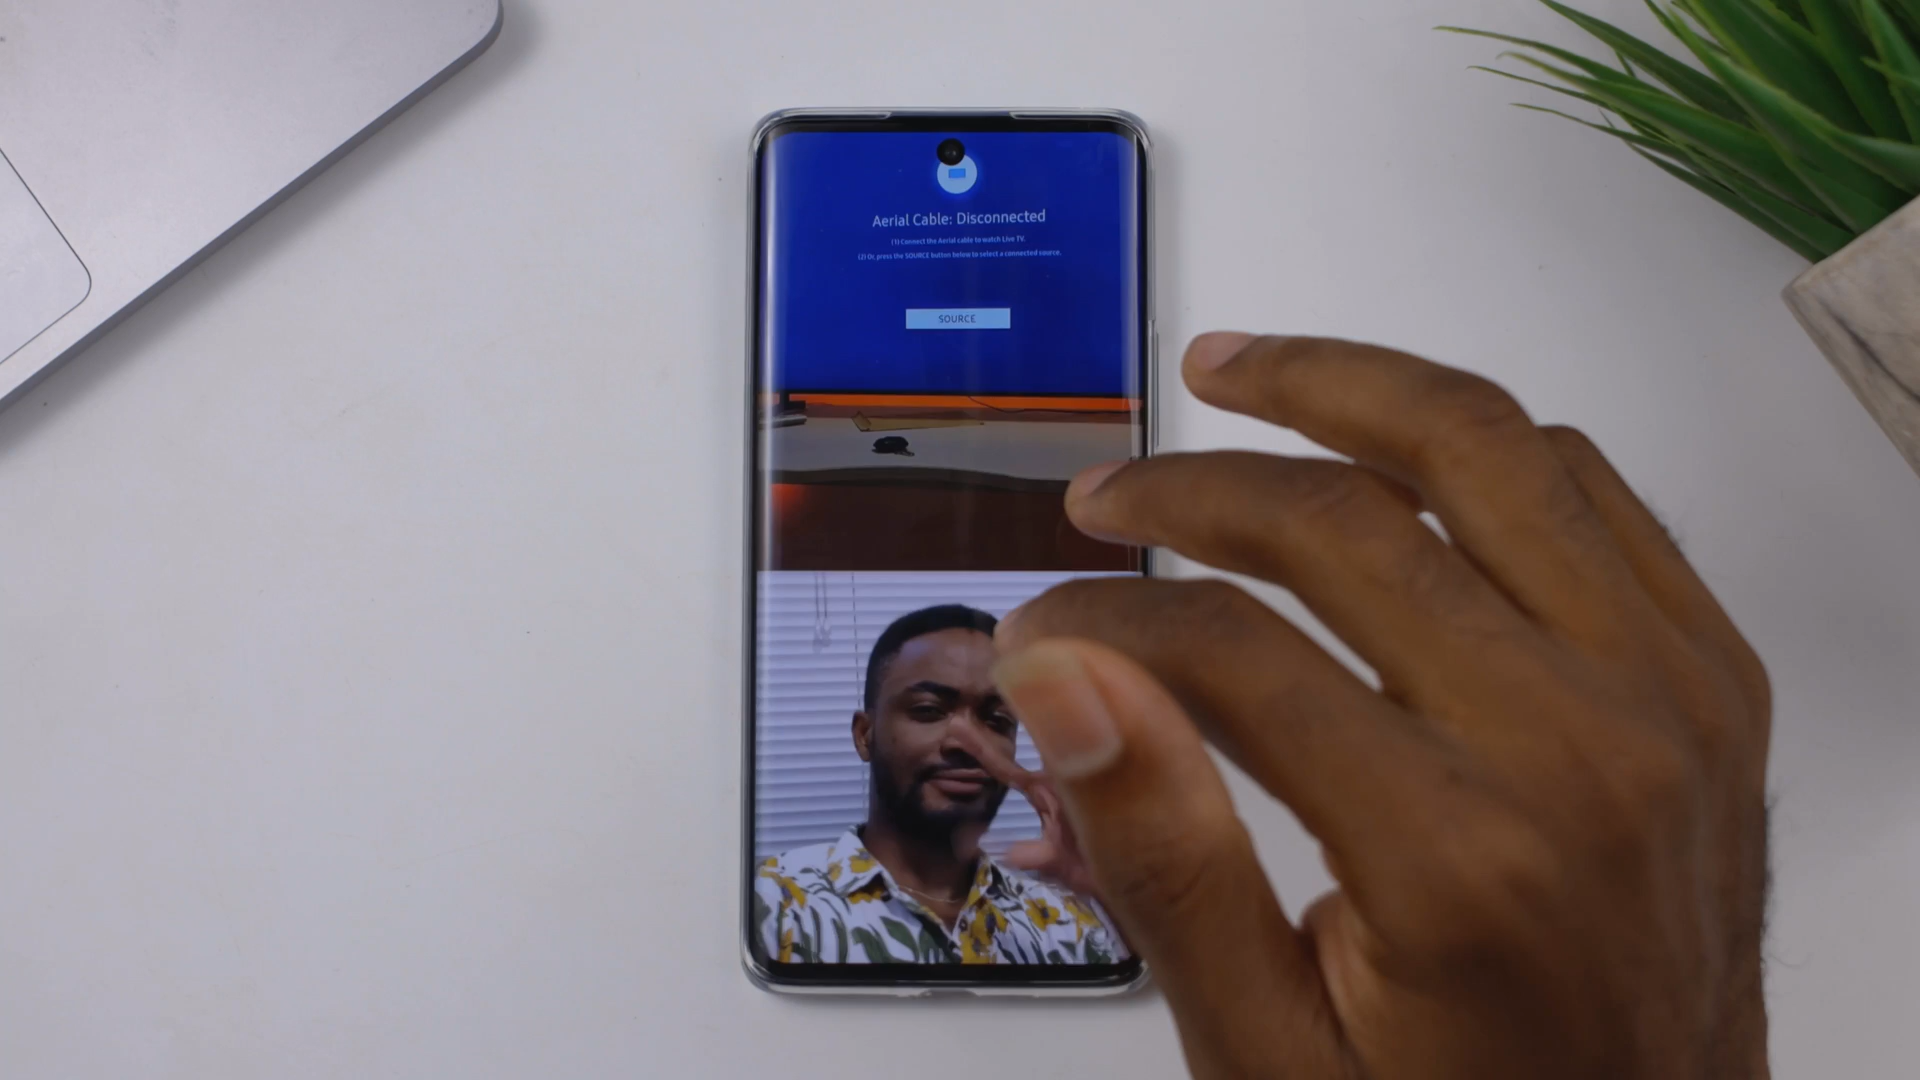 Aerial Cable: Disconnected
(1) Connect the Aerial cable to watch Live TV.
(2) Or, press the SOURCE button below to select a connected source.
SOURCE